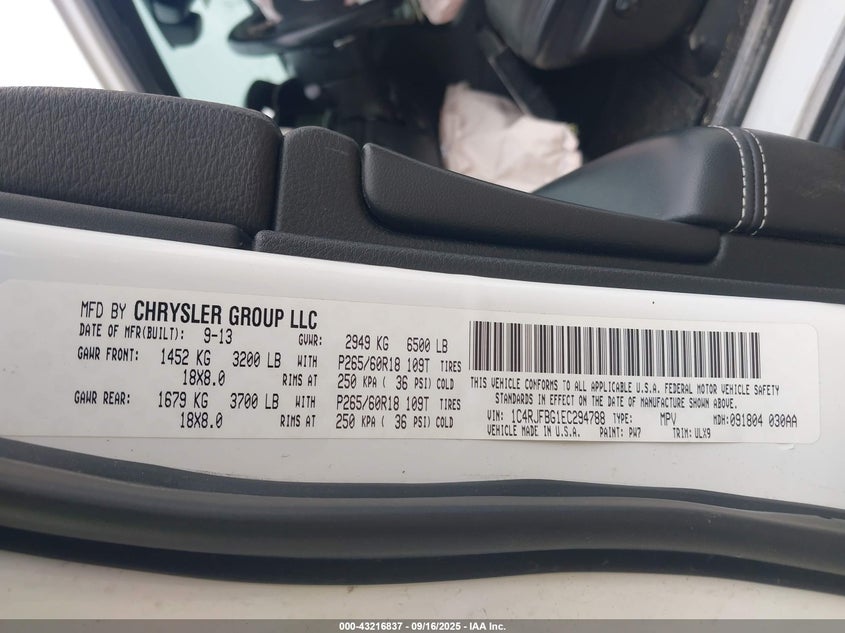 MFD BY CHRYSLER GROUP LLC
DATE OF MFR(BUILT): 9-13 GVWR: 2949 KG 6500 LB
GAWR FRONT: 1452 KG 3200 LB WITH P265/60R18 109T TIRES
18X8.0 RIMS AT 250 KPA ( 36 PSI) COLD
GAWR REAR: 1679 KG 3700 LB WITH P265/60R18 109T TIRES
18X8.0 RIMS AT 250 KPA ( 36 PSI) COLD
THIS VEHICLE CONFORMS TO ALL APPLICABLE U.S.A. FEDERAL MOTOR VEHICLE SAFETY
STANDARDS IN EFFECT ON THE DATE OF MANUFACTURE SHOWN ABOVE.
VIN: 1C4RJFBG1EC294788 TYPE: MPV MDH:091804 030AA
VEHICLE MADE IN U.S.A. PAINT: PW7 TRIM: ULX9
000-43216837 - 09/16/2025 - IAA Inc.